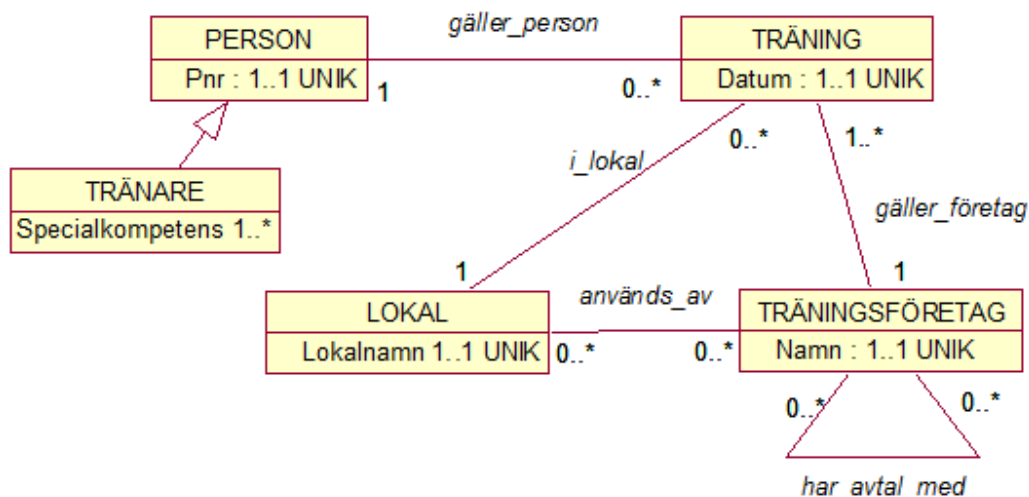 gäller_person
PERSON
Pnr : 1..1 UNIK
1
0..*
TRÄNING
Datum : 1..1 UNIK
0..*
1..*
i_lokal
TRÄNARE
Specialkompetens 1..*
gäller_företag
1
1
används_av
LOKAL
Lokalnamn 1..1 UNIK
0..*
0..*
TRÄNINGSFÖRETAG
Namn : 1..1 UNIK
0..*
0..*
har_avtal_med